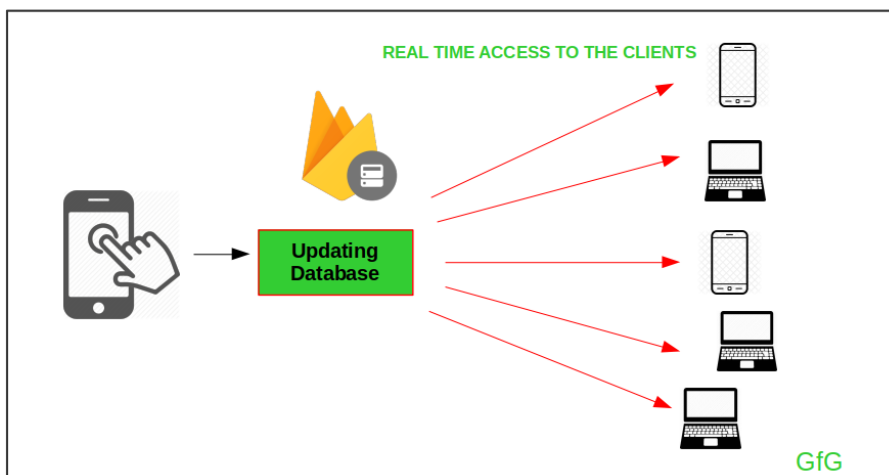 REAL TIME ACCESS TO THE CLIENTS
Updating
Database
GfG